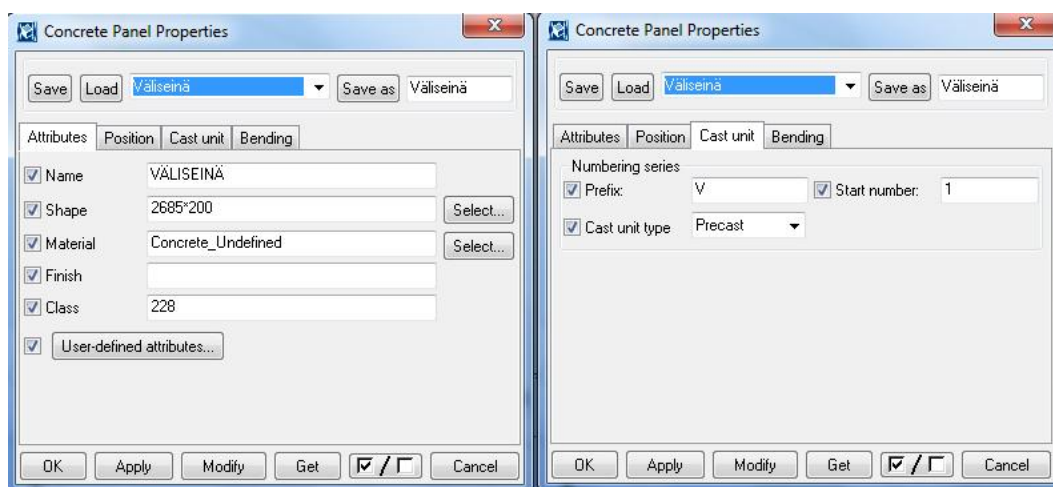 Concrete Panel Properties
Save Load Väliseinä Save as Väliseinä
Attributes Position Cast unit Bending
Name VÄLISEINÄ
Shape 2685*200 Select...
Material Concrete_Undefined Select...
Finish
Class 228
User-defined attributes...
OK Apply Modify Get / Cancel
Concrete Panel Properties
Save Load Väliseinä Save as Väliseinä
Attributes Position Cast unit Bending
Numbering series
Prefix: V Start number: 1
Cast unit type Precast
OK Apply Modify Get / Cancel